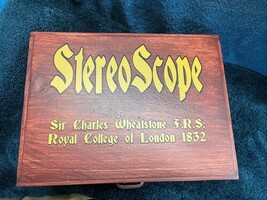 StereoScope
Sir Charles Wheatstone F.R.S.
Royal College of London 1832